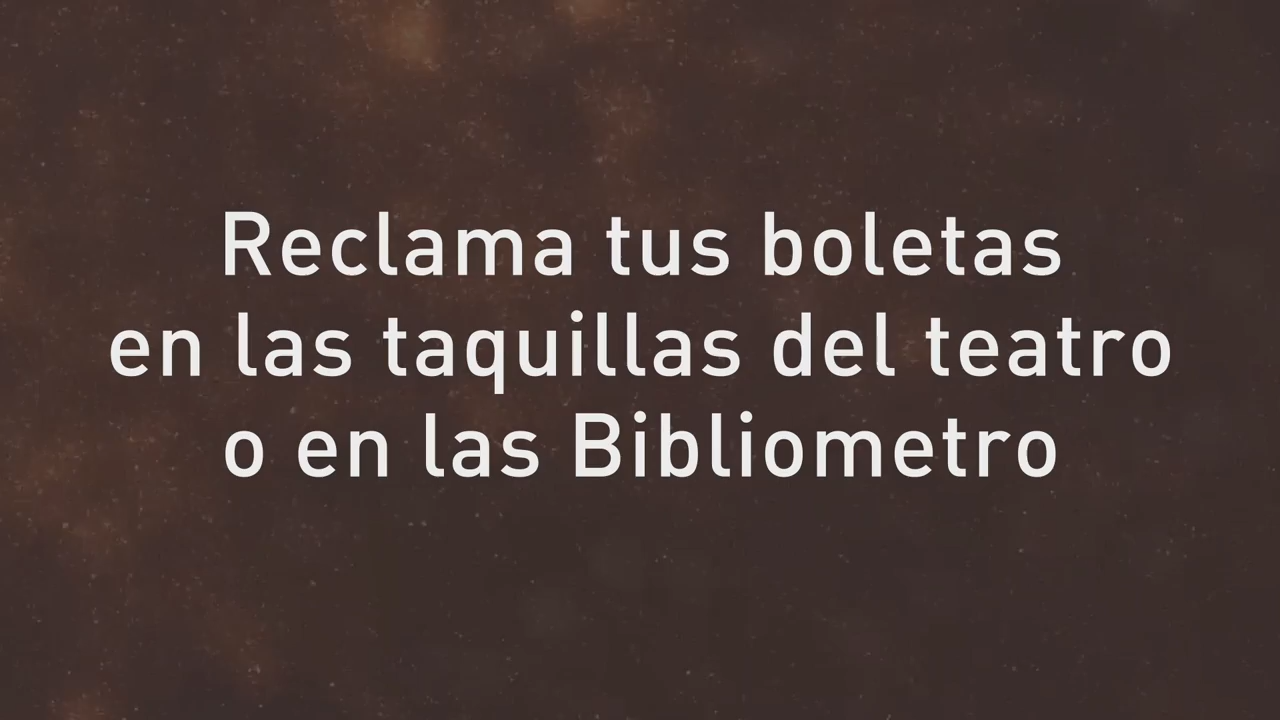 Reclama tus boletas
en las taquillas del teatro
o en las Bibliometro